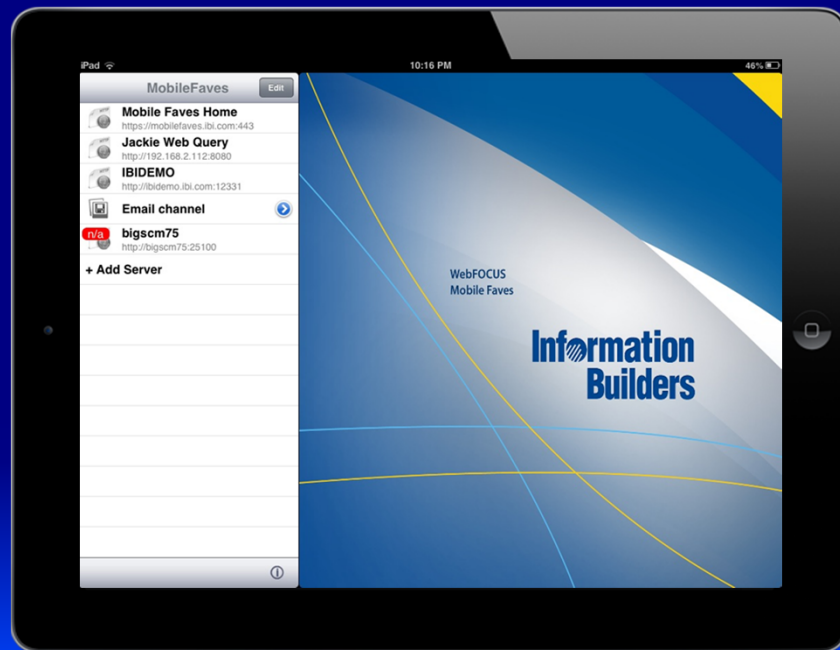 iPad 10:16 PM 46%
MobileFaves Edit
Mobile Faves Home
https://mobilefaves.ibi.com:443
Jackie Web Query
http://192.168.2.112:8080
IBIDEMO
http://ibidemo.ibi.com:12331
Email channel
n/a bigscm75
http://bigscm75:25100
+ Add Server
WebFOCUS
Mobile Faves
Information
Builders